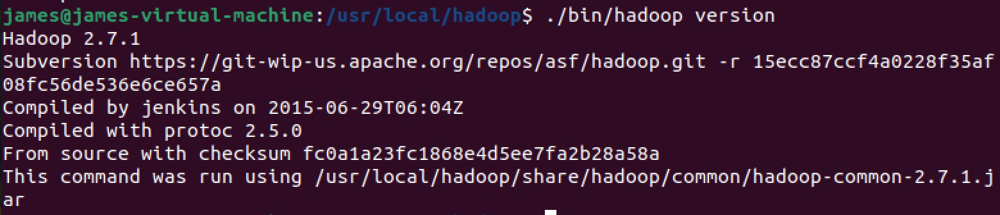 james@james-virtual-machine:/usr/local/hadoop$ ./bin/hadoop version
Hadoop 2.7.1
Subversion https://git-wip-us.apache.org/repos/asf/hadoop.git -r 15ecc87ccf4a0228f35af
08fc56de536e6ce657a
Compiled by jenkins on 2015-06-29T06:04Z
Compiled with protoc 2.5.0
From source with checksum fc0a1a23fc1868e4d5ee7fa2b28a58a
This command was run using /usr/local/hadoop/share/hadoop/common/hadoop-common-2.7.1.j
ar